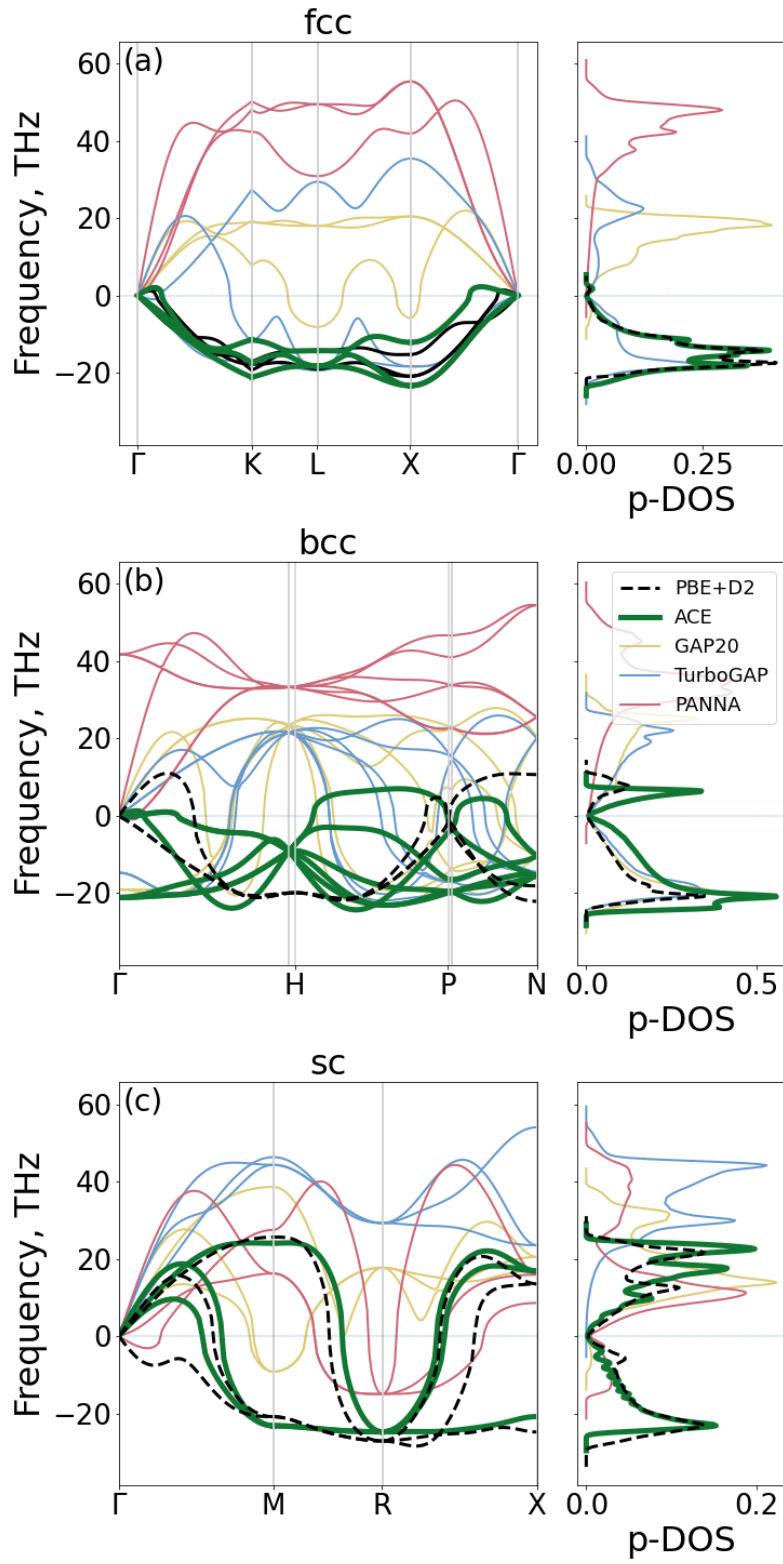 fcc
(a)
60
40
20
0
−20
Frequency, THz
Γ K L X Γ
0.00 0.25
p-DOS
bcc
(b)
60
40
20
0
−20
Frequency, THz
PBE+D2
ACE
GAP20
TurboGAP
PANNA
Γ H P N
0.0 0.5
p-DOS
sc
(c)
60
40
20
0
−20
Frequency, THz
Γ M R X
0.0 0.2
p-DOS